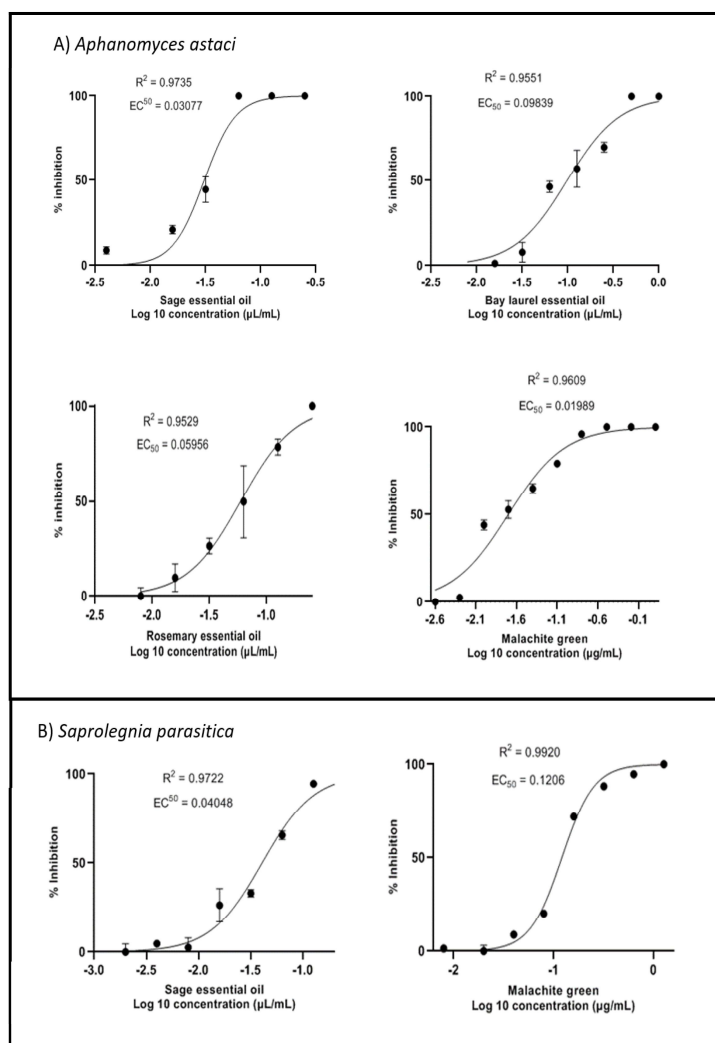 A) Aphanomyces astaci
R² = 0.9735
EC⁵⁰ = 0.03077
% inhibition
100
50
0
-2.5 -2.0 -1.5 -1.0 -0.5
Sage essential oil
Log 10 concentration (µL/mL)
R² = 0.9551
EC₅₀ = 0.09839
% inhibition
100
50
0
-2.5 -2.0 -1.5 -1.0 -0.5 0.0
Bay laurel essential oil
Log 10 concentration (µL/mL)
R² = 0.9529
EC₅₀ = 0.05956
% inhibition
100
50
0
-2.5 -2.0 -1.5 -1.0
Rosemary essential oil
Log 10 concentration (µL/mL)
R² = 0.9609
EC₅₀ = 0.01989
% Inhibition
100
50
0
-2.6 -2.1 -1.6 -1.1 -0.6 -0.1
Malachite green
Log 10 concentration (µg/mL)
B) Saprolegnia parasitica
R² = 0.9722
EC⁵⁰ = 0.04048
% Inhibition
100
50
0
-3.0 -2.5 -2.0 -1.5 -1.0
Sage essential oil
Log 10 concentration (µL/mL)
R² = 0.9920
EC₅₀ = 0.1206
% Inhibition
100
50
0
-2 -1 0
Malachite green
Log 10 concentration (µg/mL)